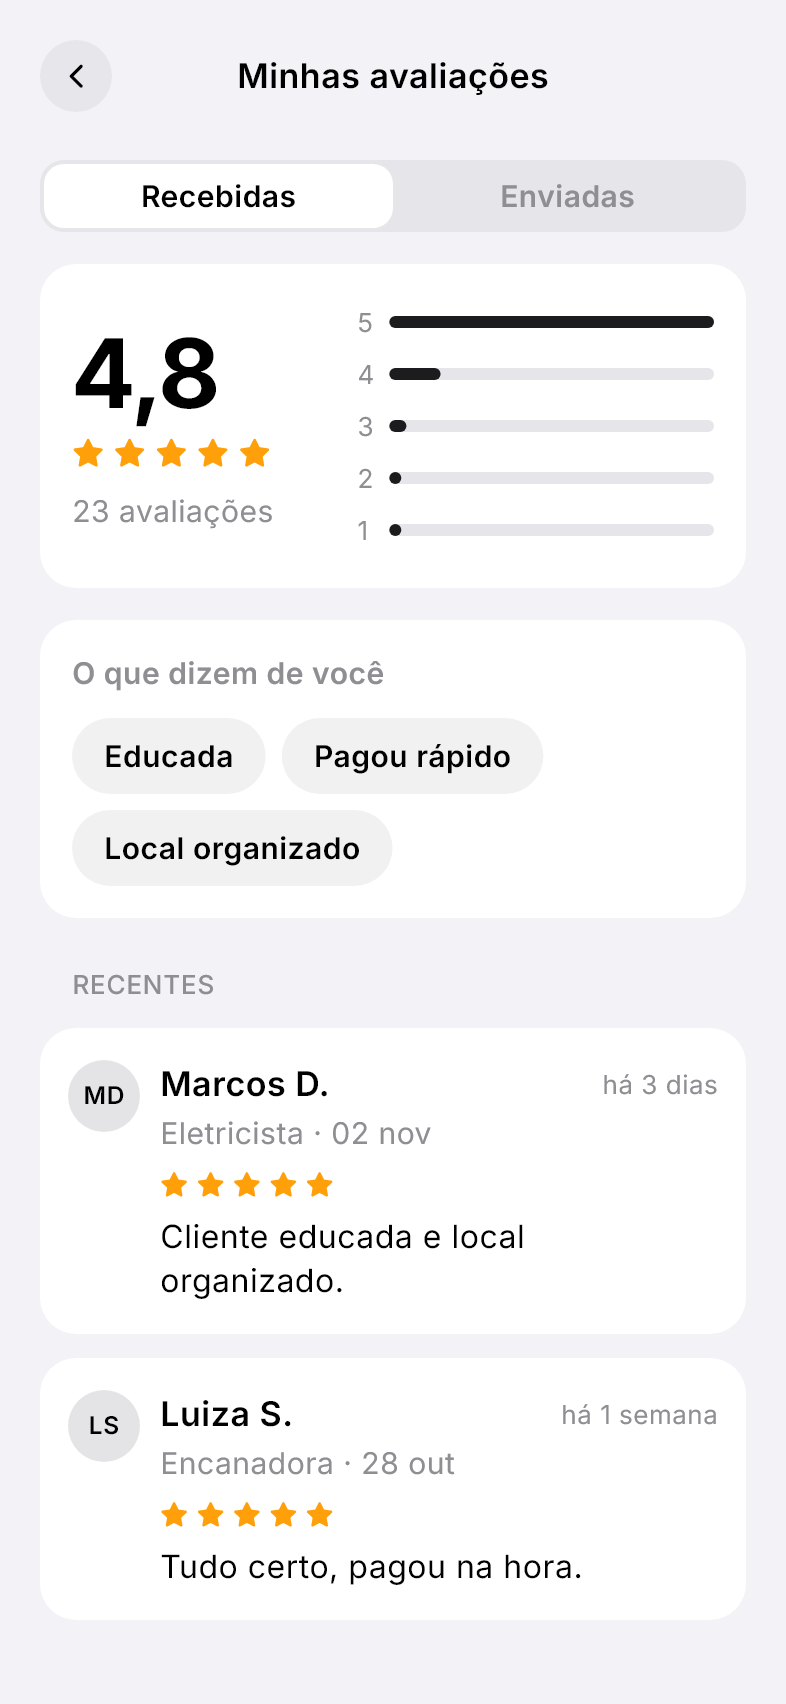 Minhas avaliações
Recebidas
Enviadas
4,8
23 avaliações
5
4
3
2
1
O que dizem de você
Educada
Pagou rápido
Local organizado
RECENTES
MD
Marcos D.
há 3 dias
Eletricista · 02 nov
Cliente educada e local
organizado.
LS
Luiza S.
há 1 semana
Encanadora · 28 out
Tudo certo, pagou na hora.